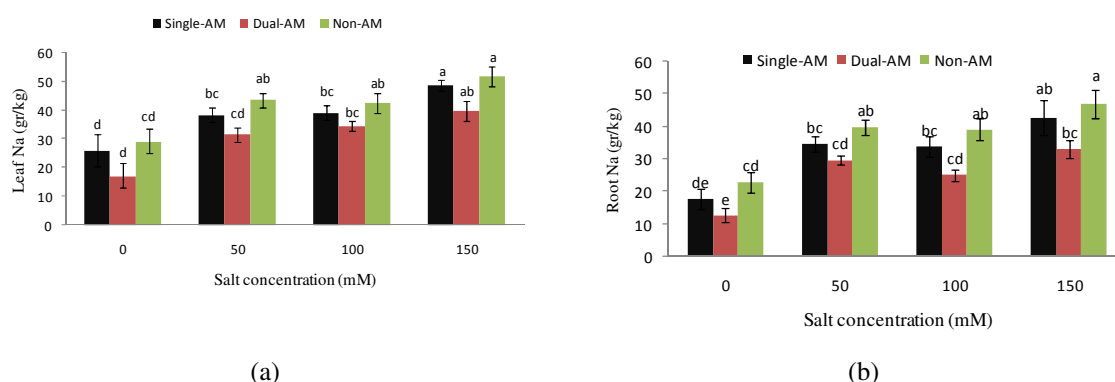 Single-AM Dual-AM Non-AM
60
50
40
30
20
10
0
Leaf Na (gr/kg)
d d cd
bc cd ab
bc bc ab
a ab a
0 50 100 150
Salt concentration (mM)
(a)
Single-AM Dual-AM Non-AM
60
50
40
30
20
10
0
Root Na (gr/kg)
de e cd
bc cd ab
bc cd ab
ab bc a
0 50 100 150
Salt concentration (mM)
(b)